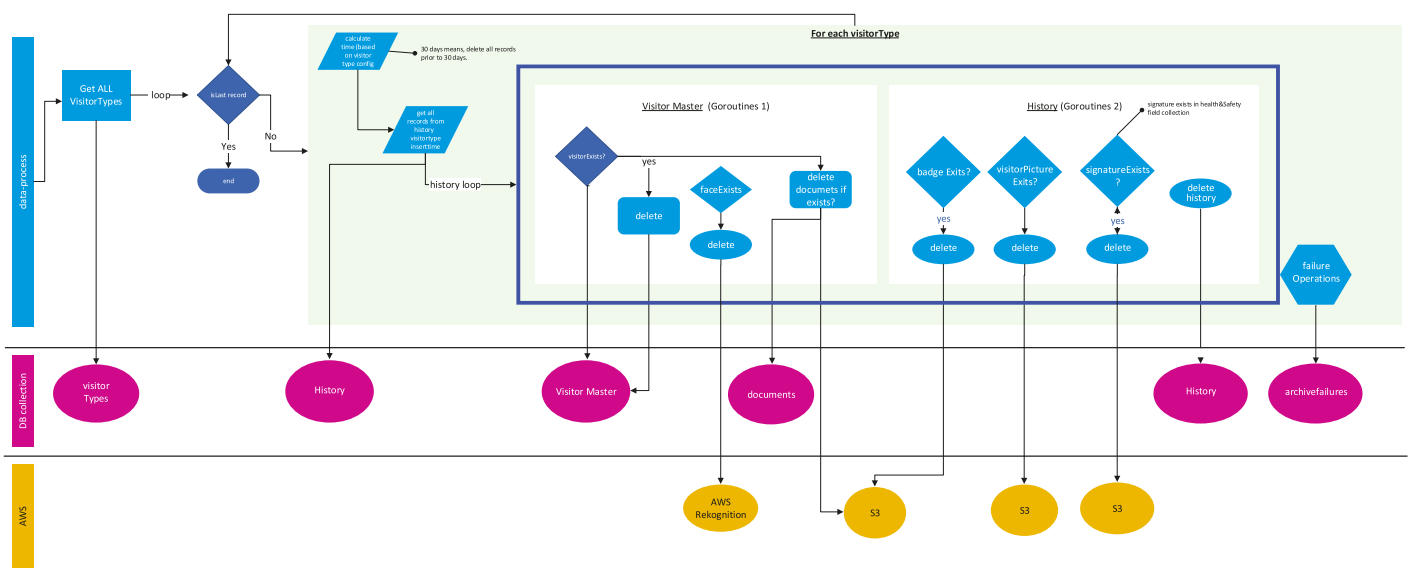 For each visitorType
calculate
time (based
on visitor
type config
30 days means, delete all records
prior to 30 days.
data-process
Get ALL
VisitorTypes
loop
isLast record
No
Yes
end
get all
records from
history
visitortype
inserttime
history loop
Visitor Master (Goroutines 1)
visitorExists?
yes
delete
faceExists
delete
delete
documets if
exists?
History (Goroutines 2)
signature exists in health&Safety
field collection
badge Exits?
yes
delete
visitorPicture
Exits?
delete
signatureExists
?
yes
delete
delete
history
failure
Operations
DB collection
visitor
Types
History
Visitor Master
documents
History
archivefailures
AWS
AWS
Rekognition
S3
S3
S3